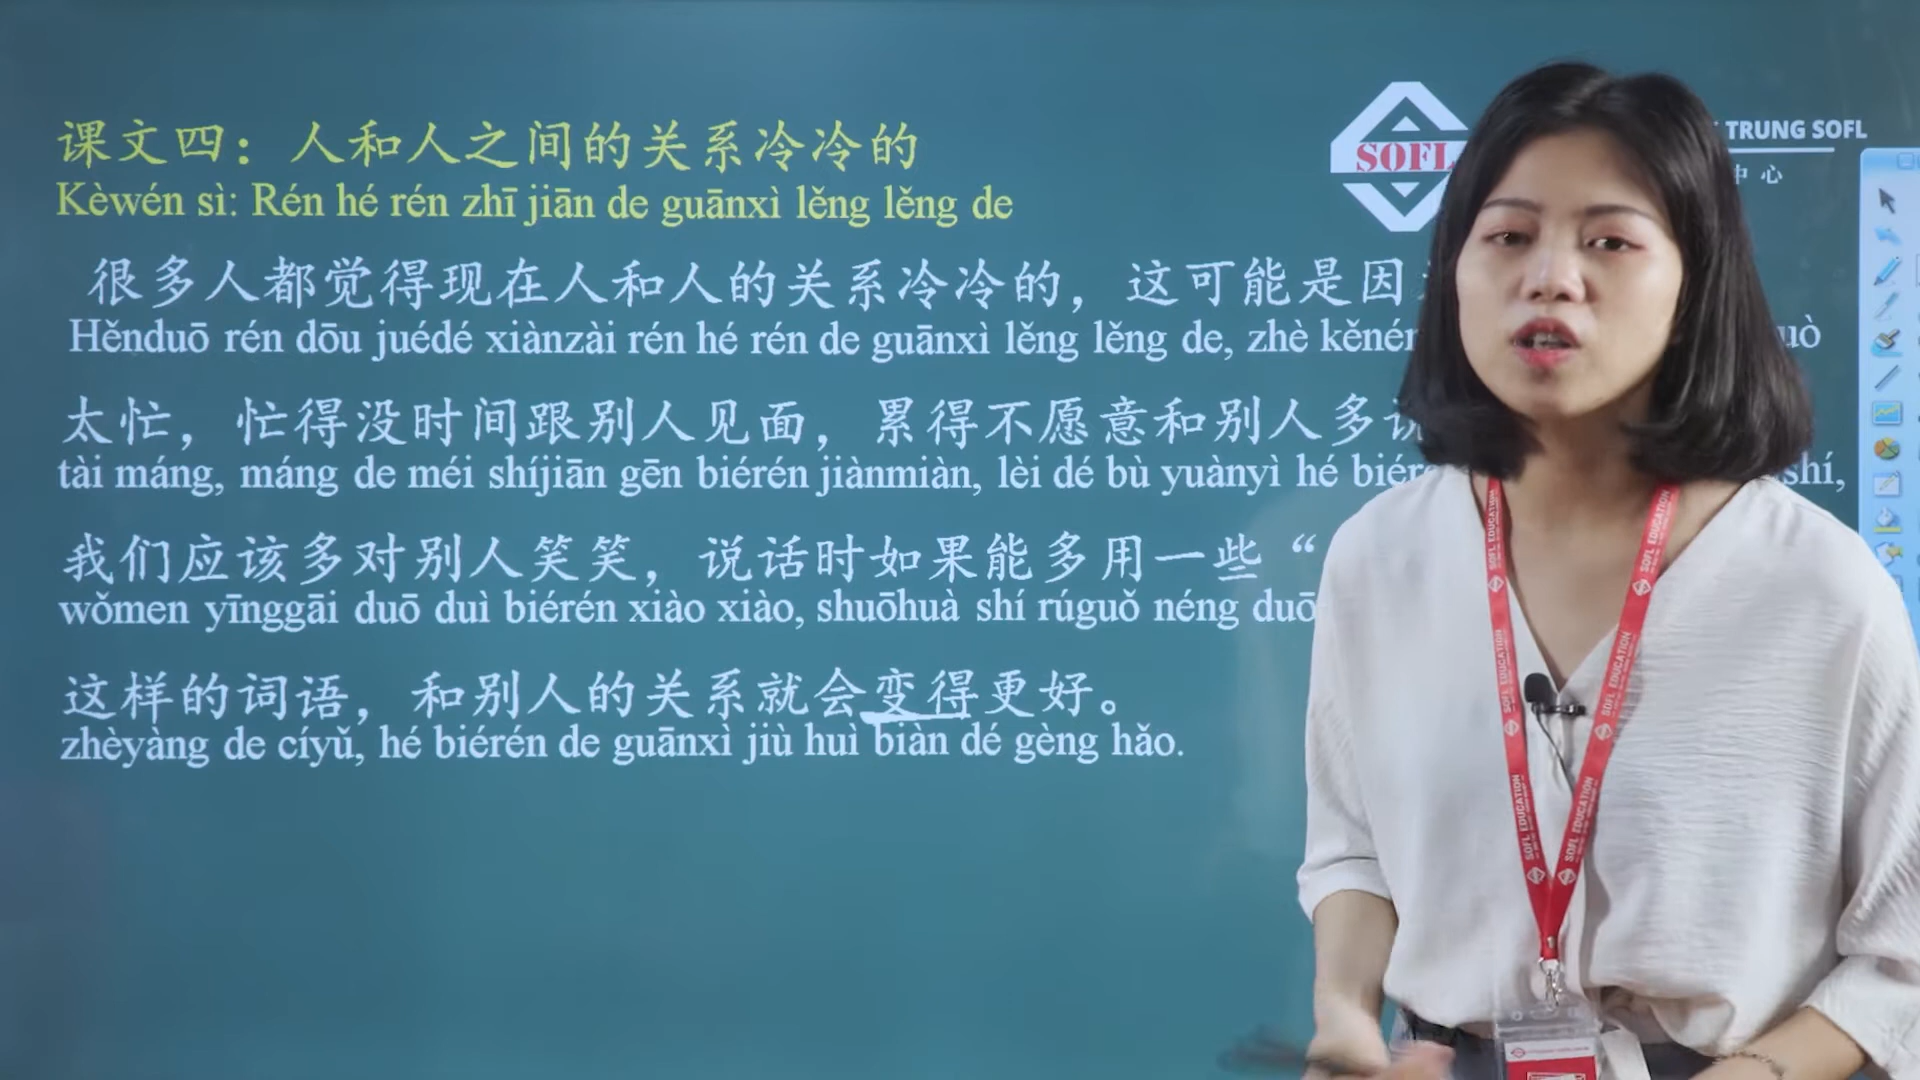 课文四：人和人之间的关系冷冷的
Kèwén sì: Rén hé rén zhī jiān de guānxì lěng lěng de
SOFL
TRUNG SOFL
中心
很多人都觉得现在人和人的关系冷冷的，这可能是因
Hěnduō rén dōu juédé xiànzài rén hé rén de guānxì lěng lěng de, zhè
太忙，忙得没时间跟别人见面，累得不愿意和别人多
tài máng, máng de méi shíjiān gēn biérén jiànmiàn, lèi dé bù yuànyì hé
我们应该多对别人笑笑，说话时如果能多用一些“
wǒmen yīnggāi duō duì biérén xiào xiào, shuōhuà shí rúguǒ néng duō
这样的词语，和别人的关系就会变得更好。
zhèyàng de cíyǔ, hé biérén de guānxì jiù huì biàn dé gèng hǎo.
SOFL EDUCATION